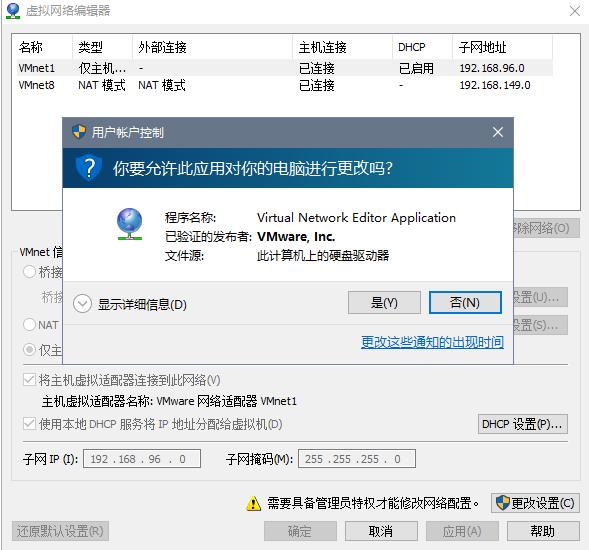 虚拟网络编辑器
名称 类型 外部连接 主机连接 DHCP 子网地址
VMnet1 仅主机... - 已连接 已启用 192.168.96.0
VMnet8 NAT 模式 NAT 模式 已连接 - 192.168.149.0
用户帐户控制
你要允许此应用对你的电脑进行更改吗?
程序名称: Virtual Network Editor Application
已验证的发布者: VMware, Inc.
文件源: 此计算机上的硬盘驱动器
显示详细信息(D) 是(Y) 否(N)
更改这些通知的出现时间
除网络(O)
VMnet 信
桥接
桥接 设置(U)...
NAT 设置(S)...
仅主
将主机虚拟适配器连接到此网络(V)
主机虚拟适配器名称: VMware 网络适配器 VMnet1
使用本地 DHCP 服务将 IP 地址分配给虚拟机(D) DHCP 设置(P)...
子网 IP (I): 192 . 168 . 96 . 0 子网掩码(M): 255 . 255 . 255 . 0
需要具备管理员特权才能修改网络配置。 更改设置(C)
还原默认设置(R) 确定 取消 应用(A) 帮助